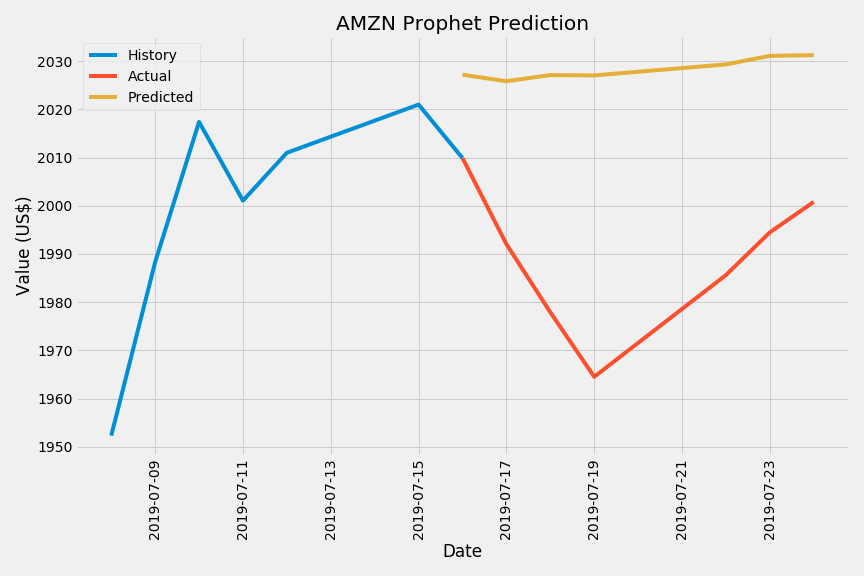 AMZN Prophet Prediction
History
Actual
Predicted
Value (US$)
2030
2020
2010
2000
1990
1980
1970
1960
1950
2019-07-09
2019-07-11
2019-07-13
2019-07-15
2019-07-17
2019-07-19
2019-07-21
2019-07-23
Date